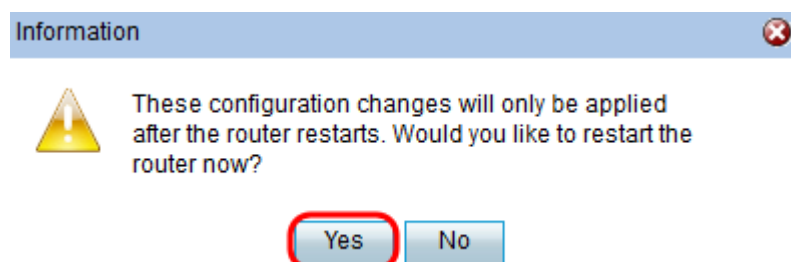 Information
These configuration changes will only be applied
after the router restarts. Would you like to restart the
router now?
Yes No